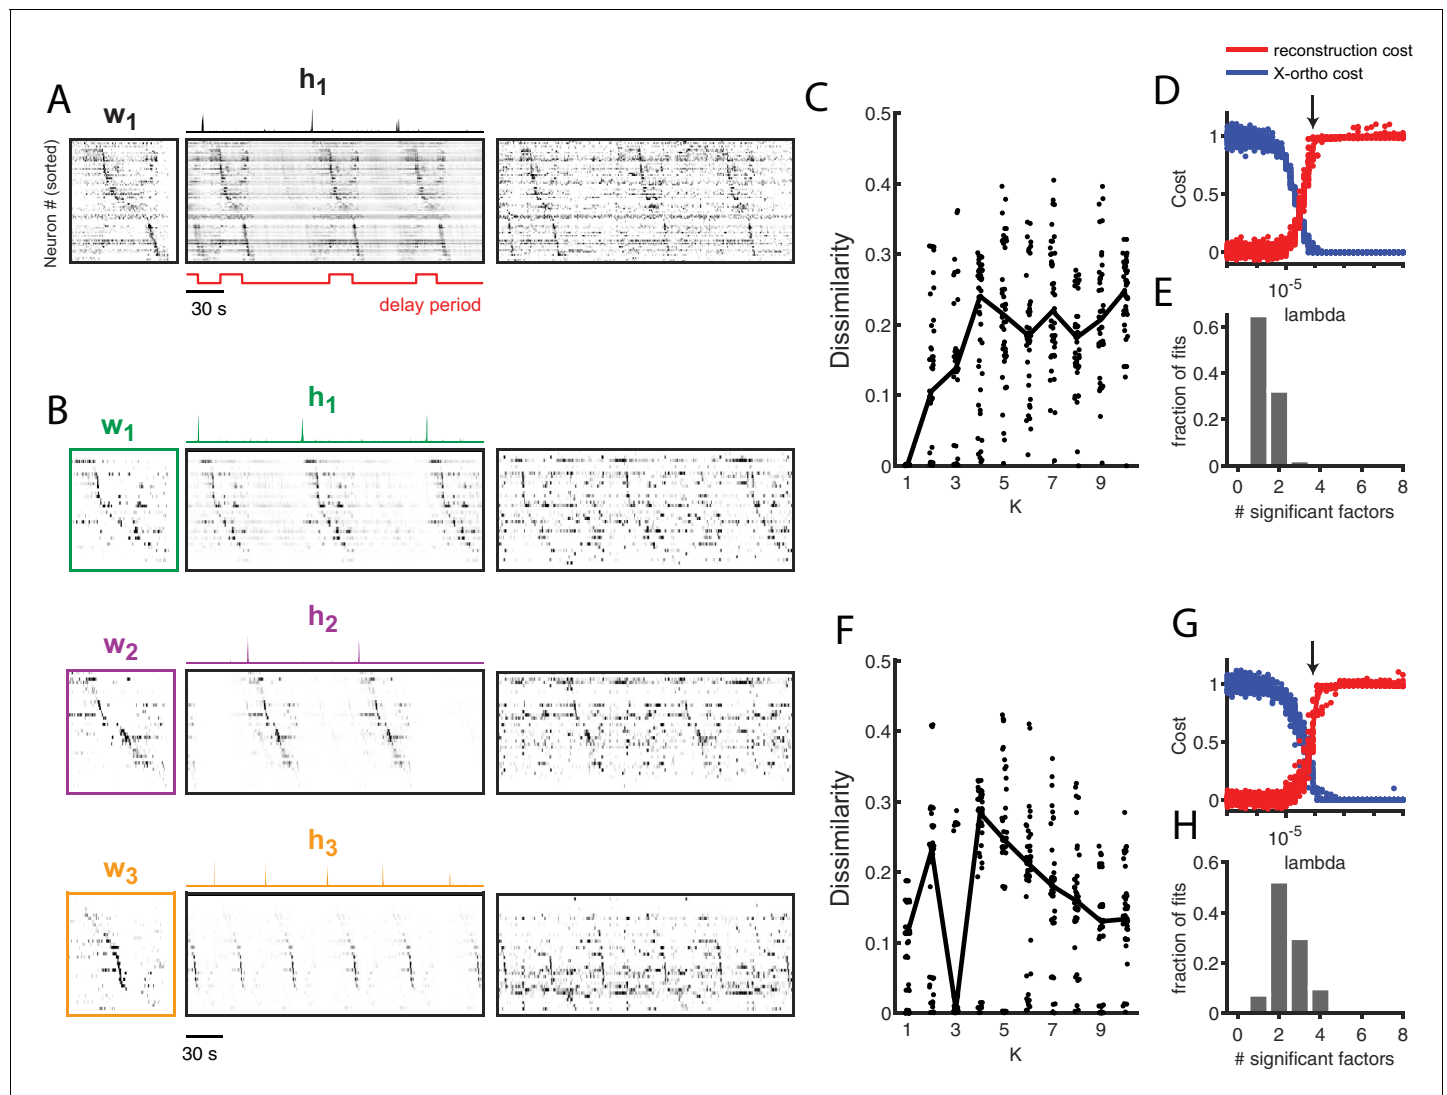 A
w1
h1
Neuron # (sorted)
delay period
30 s
B
w1
h1
w2
h2
w3
h3
30 s
C
0.5
0.4
0.3
0.2
0.1
0
Dissimilarity
1 3 5 7 9
K
reconstruction cost
X-ortho cost
D
1
0.5
0
Cost
10-5
lambda
E
0.6
0.4
0.2
0
fraction of fits
0 2 4 6 8
# significant factors
F
0.5
0.4
0.3
0.2
0.1
0
Dissimilarity
1 3 5 7 9
K
G
1
0.5
0
Cost
10-5
lambda
H
0.6
0.4
0.2
0
fraction of fits
0 2 4 6 8
# significant factors